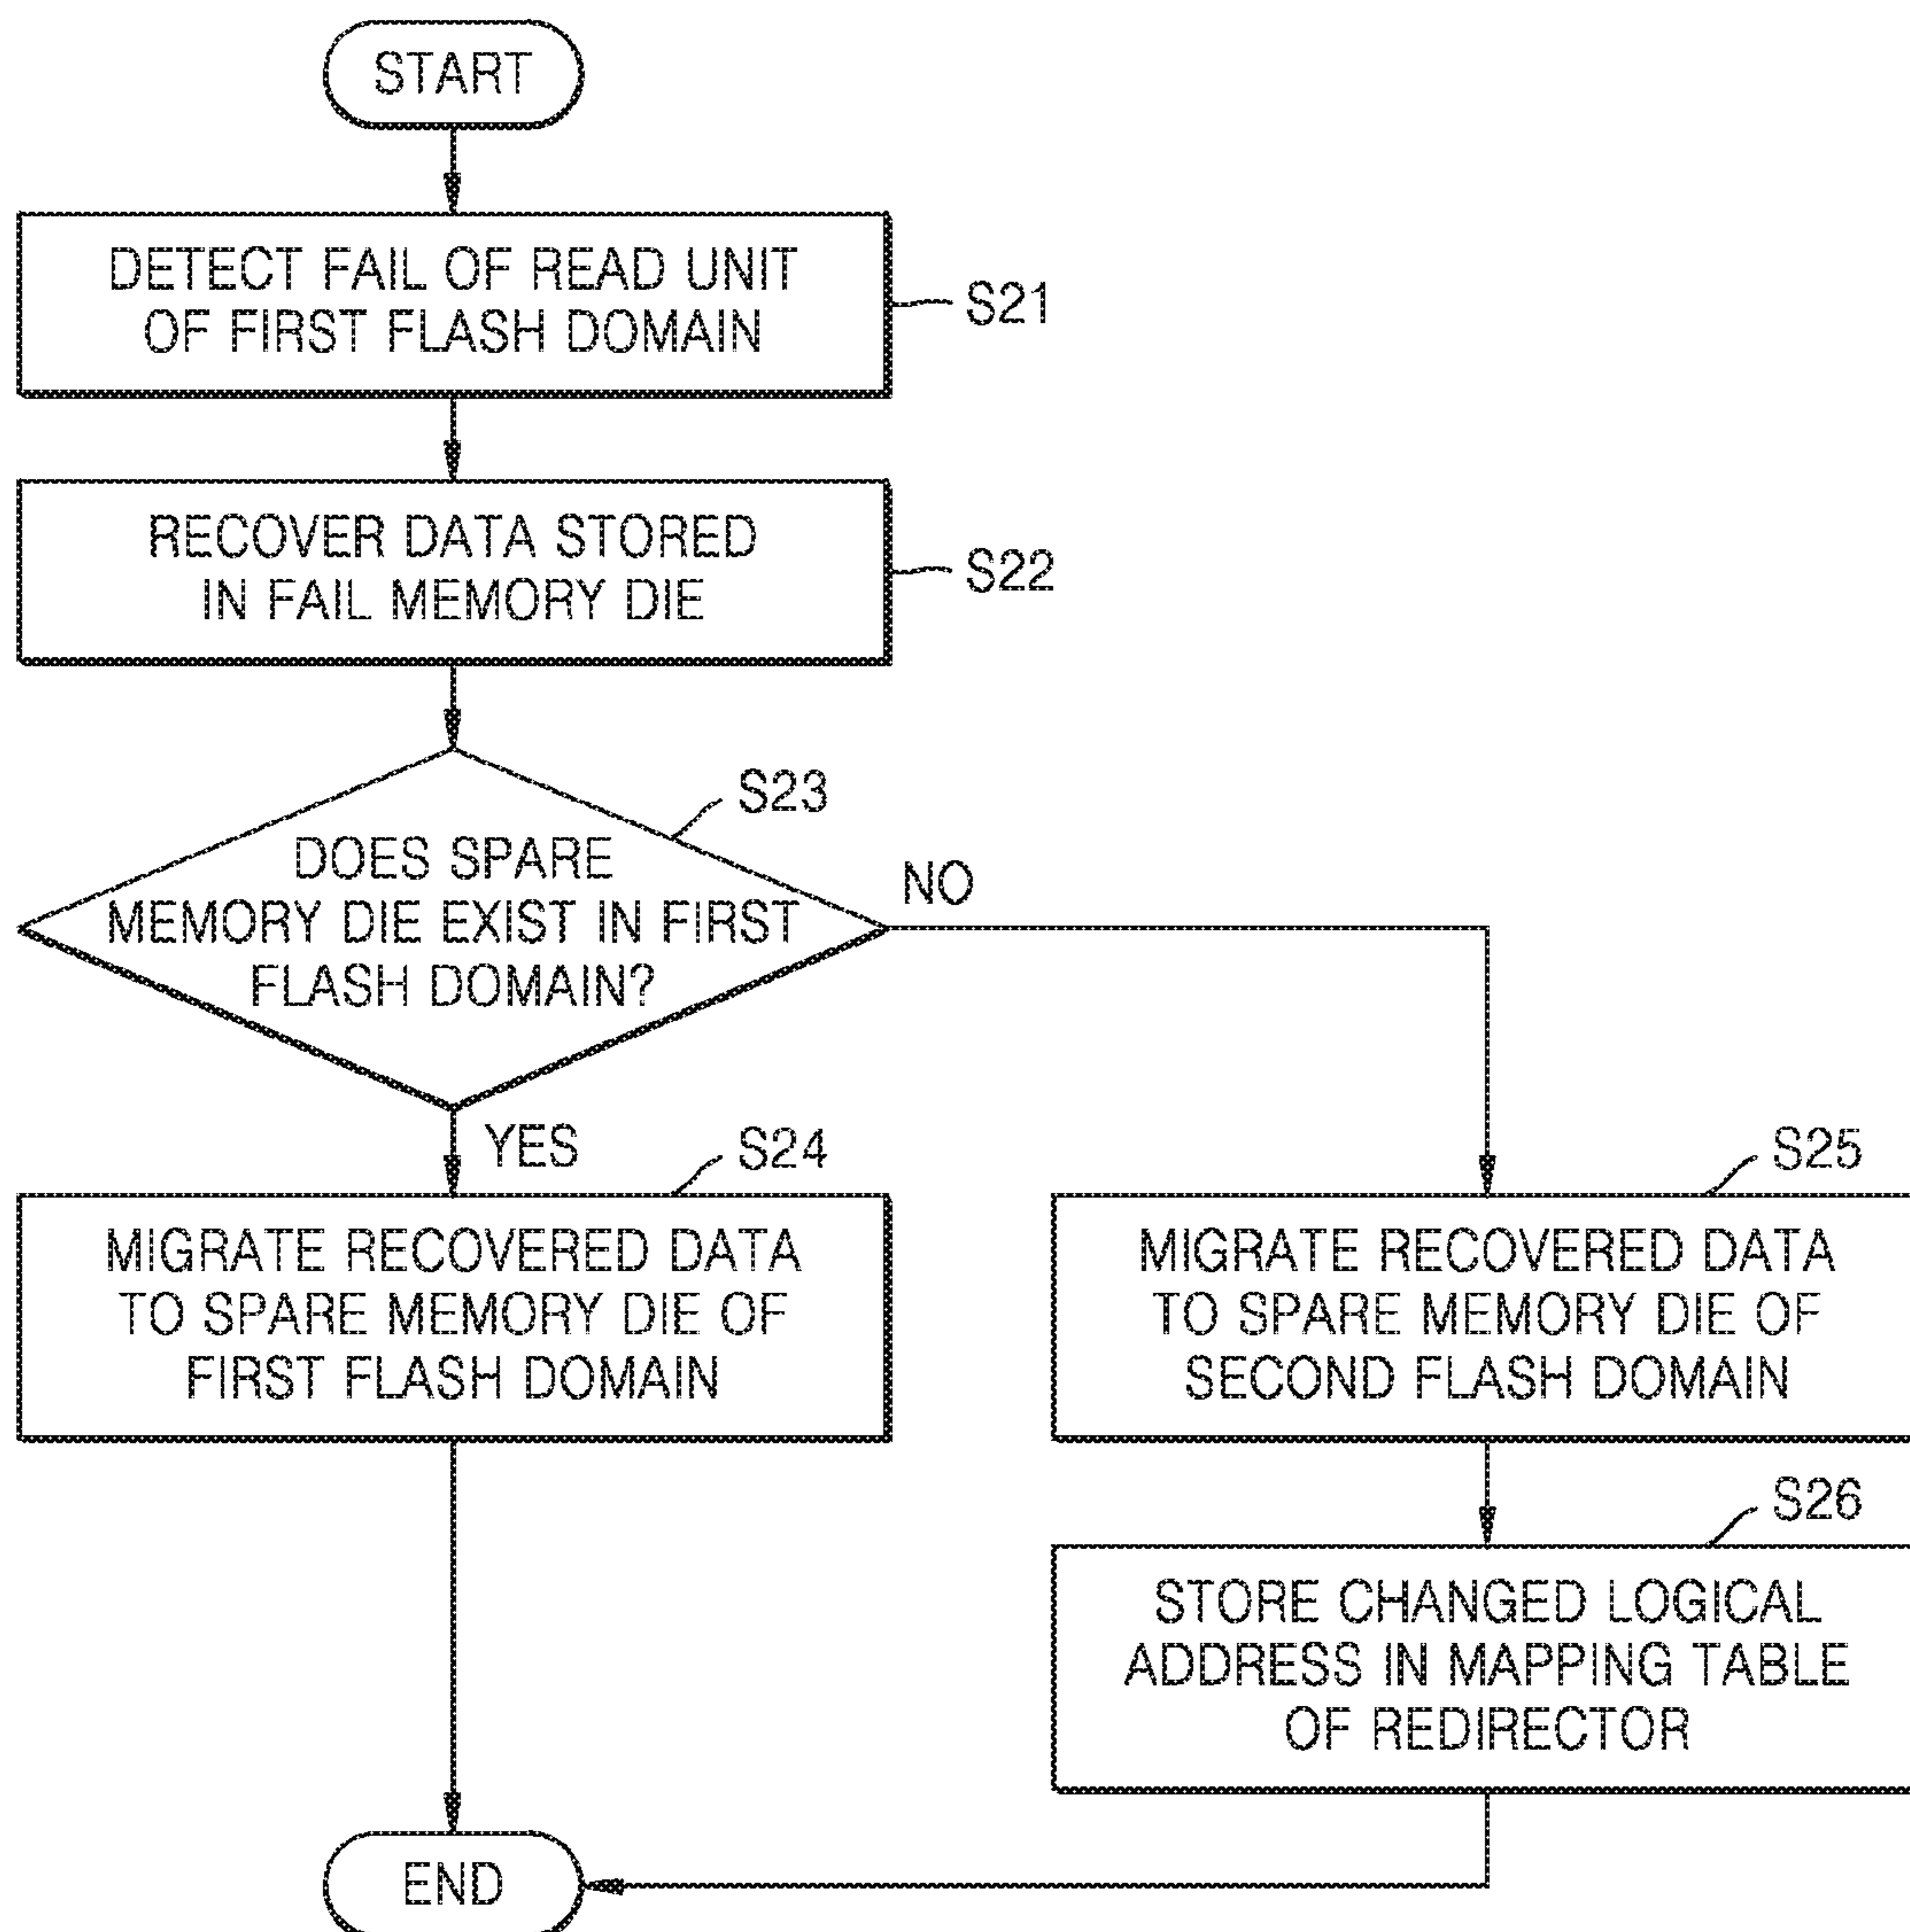 START
DETECT FAIL OF READ UNIT
OF FIRST FLASH DOMAIN
S21
RECOVER DATA STORED
IN FAIL MEMORY DIE
S22
S23
DOES SPARE
MEMORY DIE EXIST IN FIRST
FLASH DOMAIN?
NO
YES
S24
MIGRATE RECOVERED DATA
TO SPARE MEMORY DIE OF
FIRST FLASH DOMAIN
S25
MIGRATE RECOVERED DATA
TO SPARE MEMORY DIE OF
SECOND FLASH DOMAIN
S26
STORE CHANGED LOGICAL
ADDRESS IN MAPPING TABLE
OF REDIRECTOR
END